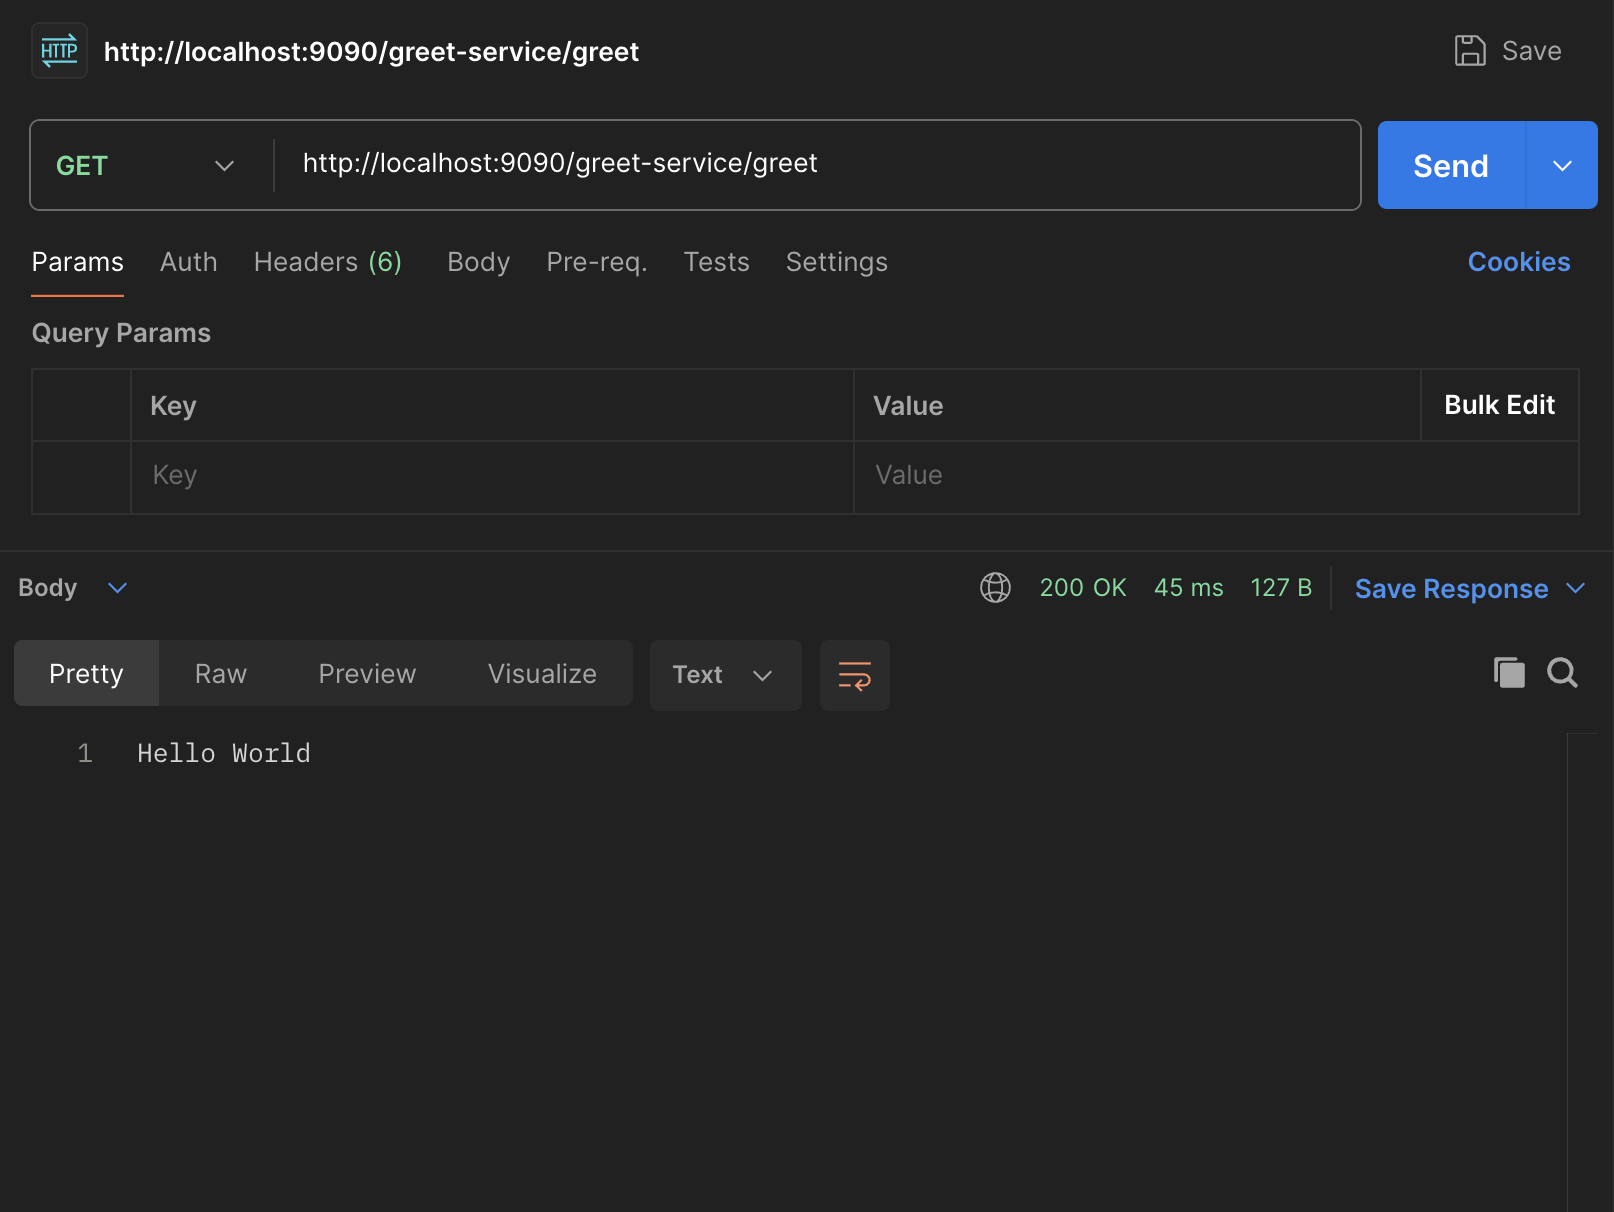 HTTP http://localhost:9090/greet-service/greet Save
GET http://localhost:9090/greet-service/greet Send
Params Auth Headers (6) Body Pre-req. Tests Settings Cookies
Query Params
Key Value Bulk Edit
Key Value
Body 200 OK 45 ms 127 B Save Response
Pretty Raw Preview Visualize Text
1 Hello World